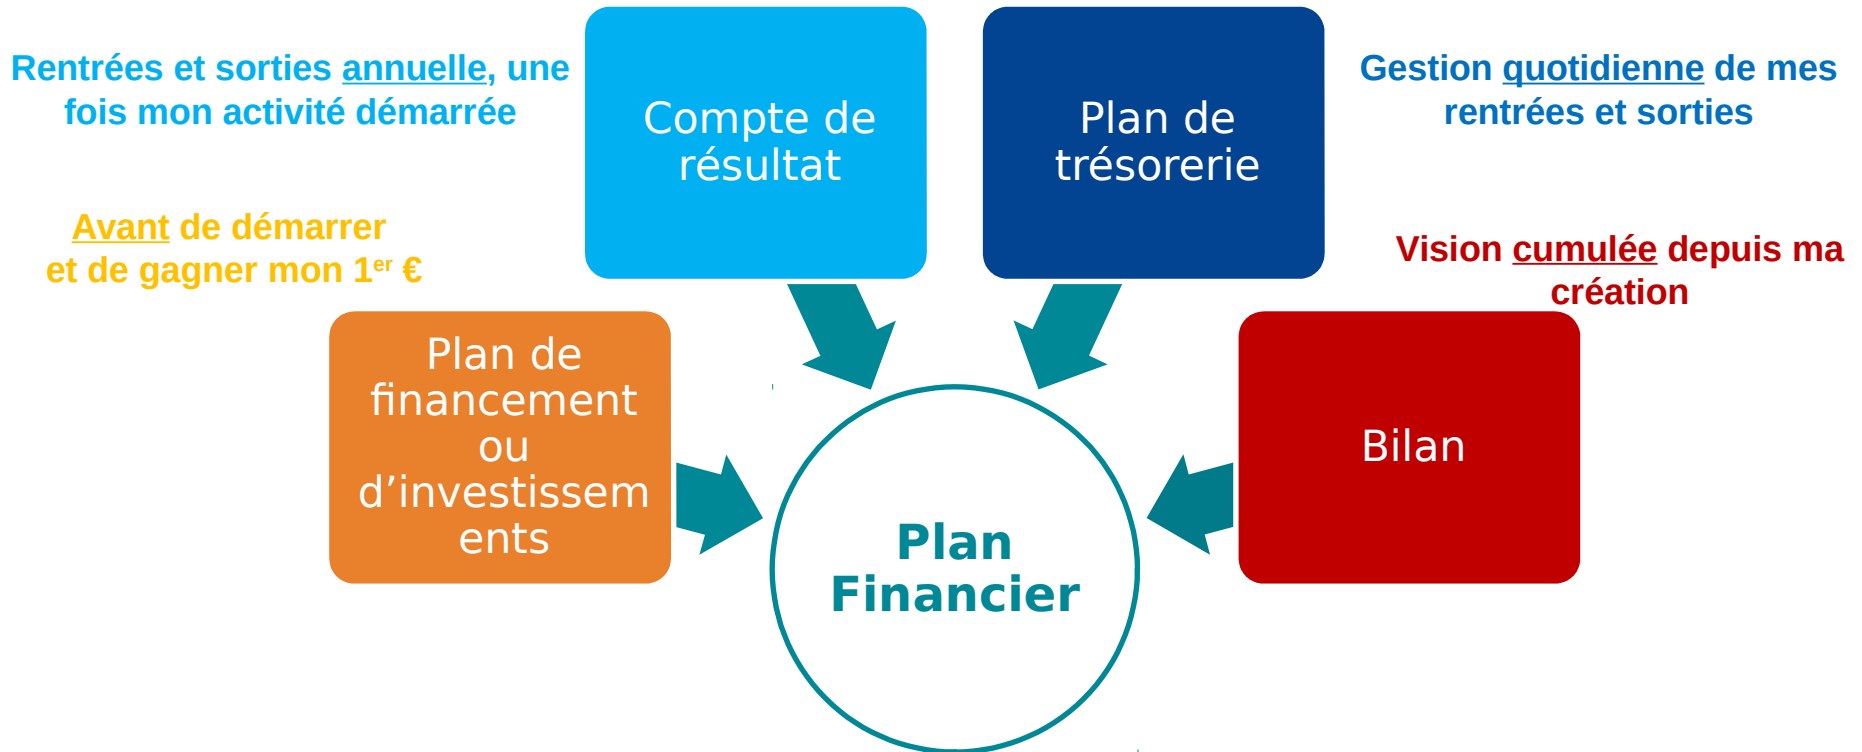 Rentrées et sorties annuelle, une
fois mon activité démarrée
Compte de
résultat
Plan de
trésorerie
Gestion quotidienne de mes
rentrées et sorties
Avant de démarrer
et de gagner mon 1er €
Vision cumulée depuis ma
création
Plan de
financement
ou
d’investissem
ents
Bilan
Plan
Financier